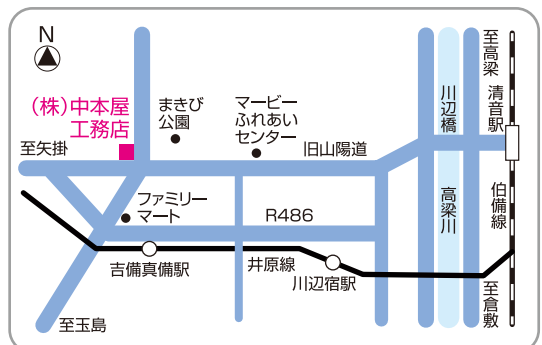 N
(株)中本屋
工務店
至矢掛
まきび
公園
マービー
ふれあい
センター
旧山陽道
川辺橋
至高梁
清音駅
ファミリー
マート
R486
高梁川
伯備線
吉備真備駅
井原線
川辺宿駅
至倉敷
至玉島